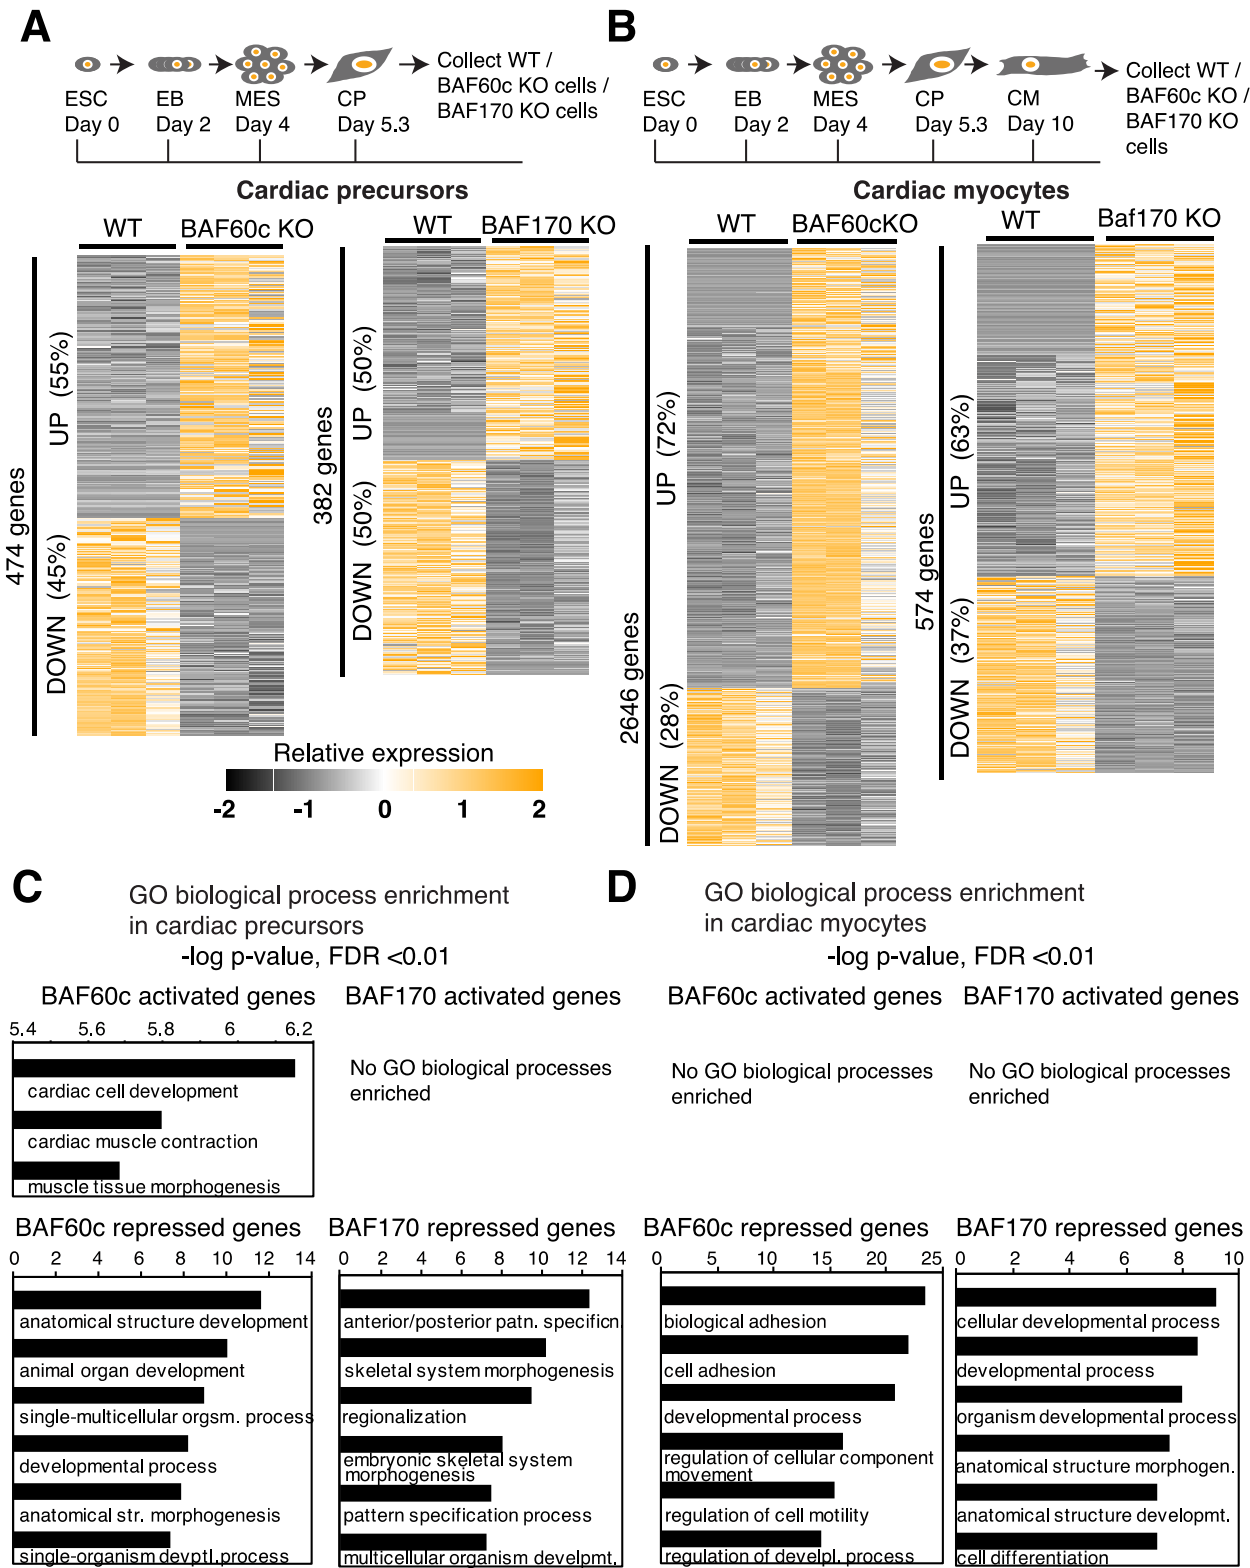 A
ESC
Day 0
EB
Day 2
MES
Day 4
CP
Day 5.3
Collect WT /
BAF60c KO cells /
BAF170 KO cells
Cardiac precursors
WT
BAF60c KO
WT
BAF170 KO
474 genes
UP (55%)
DOWN (45%)
382 genes
UP (50%)
DOWN (50%)
Relative expression
-2 -1 0 1 2
B
ESC
Day 0
EB
Day 2
MES
Day 4
CP
Day 5.3
CM
Day 10
Collect WT /
BAF60c KO /
BAF170 KO
cells
Cardiac myocytes
WT
BAF60cKO
WT
Baf170 KO
2646 genes
UP (72%)
DOWN (28%)
574 genes
UP (63%)
DOWN (37%)
C
GO biological process enrichment
in cardiac precursors
-log p-value, FDR <0.01
BAF60c activated genes
5.4 5.6 5.8 6 6.2
cardiac cell development
cardiac muscle contraction
muscle tissue morphogenesis
BAF170 activated genes
No GO biological processes
enriched
BAF60c repressed genes
0 2 4 6 8 10 12 14
anatomical structure development
animal organ development
single-multicellular orgsm. process
developmental process
anatomical str. morphogenesis
single-organism devptl.process
BAF170 repressed genes
0 2 4 6 8 10 12 14
anterior/posterior patn. specificn.
skeletal system morphogenesis
regionalization
embryonic skeletal system
morphogenesis
pattern specification process
multicellular organism develpmt.
D
GO biological process enrichment
in cardiac myocytes
-log p-value, FDR <0.01
BAF60c activated genes
No GO biological processes
enriched
BAF170 activated genes
No GO biological processes
enriched
BAF60c repressed genes
0 5 10 15 20 25
biological adhesion
cell adhesion
developmental process
regulation of cellular component
movement
regulation of cell motility
regulation of develpl. process
BAF170 repressed genes
0 2 4 6 8 10
cellular developmental process
developmental process
organism developmental process
anatomical structure morphogen.
anatomical structure developmt.
cell differentiation